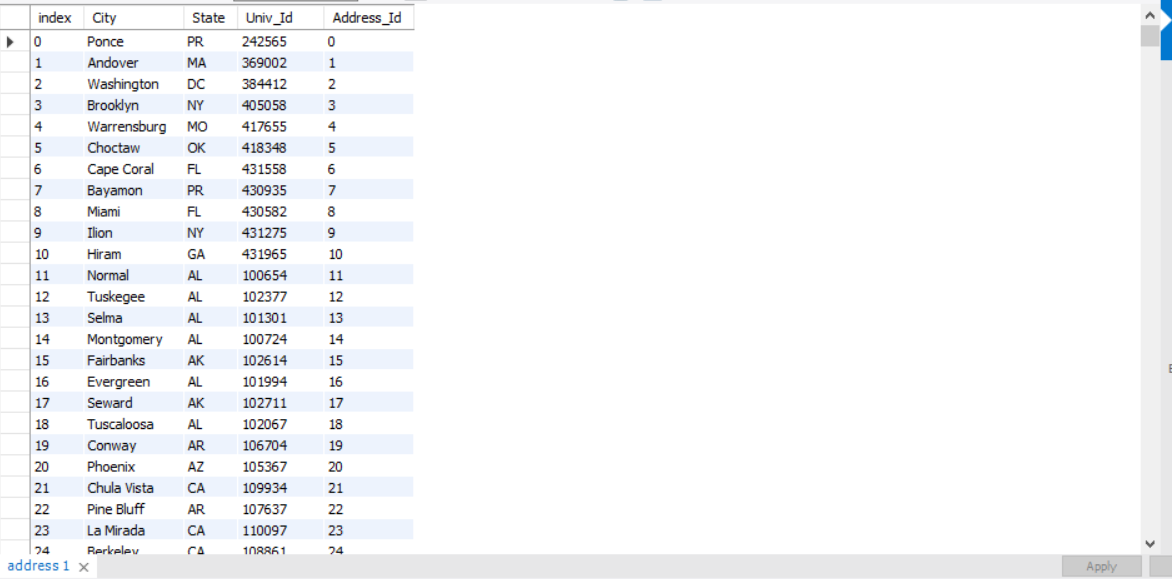 index City State Univ_Id Address_Id
0 Ponce PR 242565 0
1 Andover MA 369002 1
2 Washington DC 384412 2
3 Brooklyn NY 405058 3
4 Warrensburg MO 417655 4
5 Choctaw OK 418348 5
6 Cape Coral FL 431558 6
7 Bayamon PR 430935 7
8 Miami FL 430582 8
9 Ilion NY 431275 9
10 Hiram GA 431965 10
11 Normal AL 100654 11
12 Tuskegee AL 102377 12
13 Selma AL 101301 13
14 Montgomery AL 100724 14
15 Fairbanks AK 102614 15
16 Evergreen AL 101994 16
17 Seward AK 102711 17
18 Tuscaloosa AL 102067 18
19 Conway AR 106704 19
20 Phoenix AZ 105367 20
21 Chula Vista CA 109934 21
22 Pine Bluff AR 107637 22
23 La Mirada CA 110097 23
24 Berkeley CA 108861 24
address 1
Apply